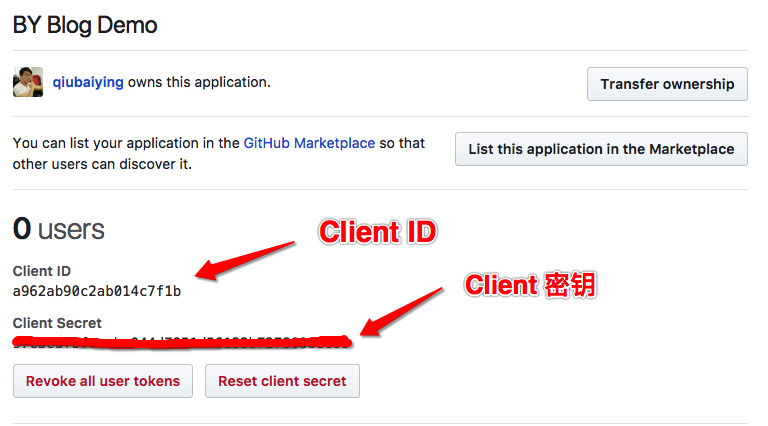 BY Blog Demo
qiubaiying owns this application.
Transfer ownership
You can list your application in the GitHub Marketplace so that
other users can discover it.
List this application in the Marketplace
0 users
Client ID
Client ID
a962ab90c2ab014c7f1b
Client 密钥
Client Secret
Revoke all user tokens
Reset client secret